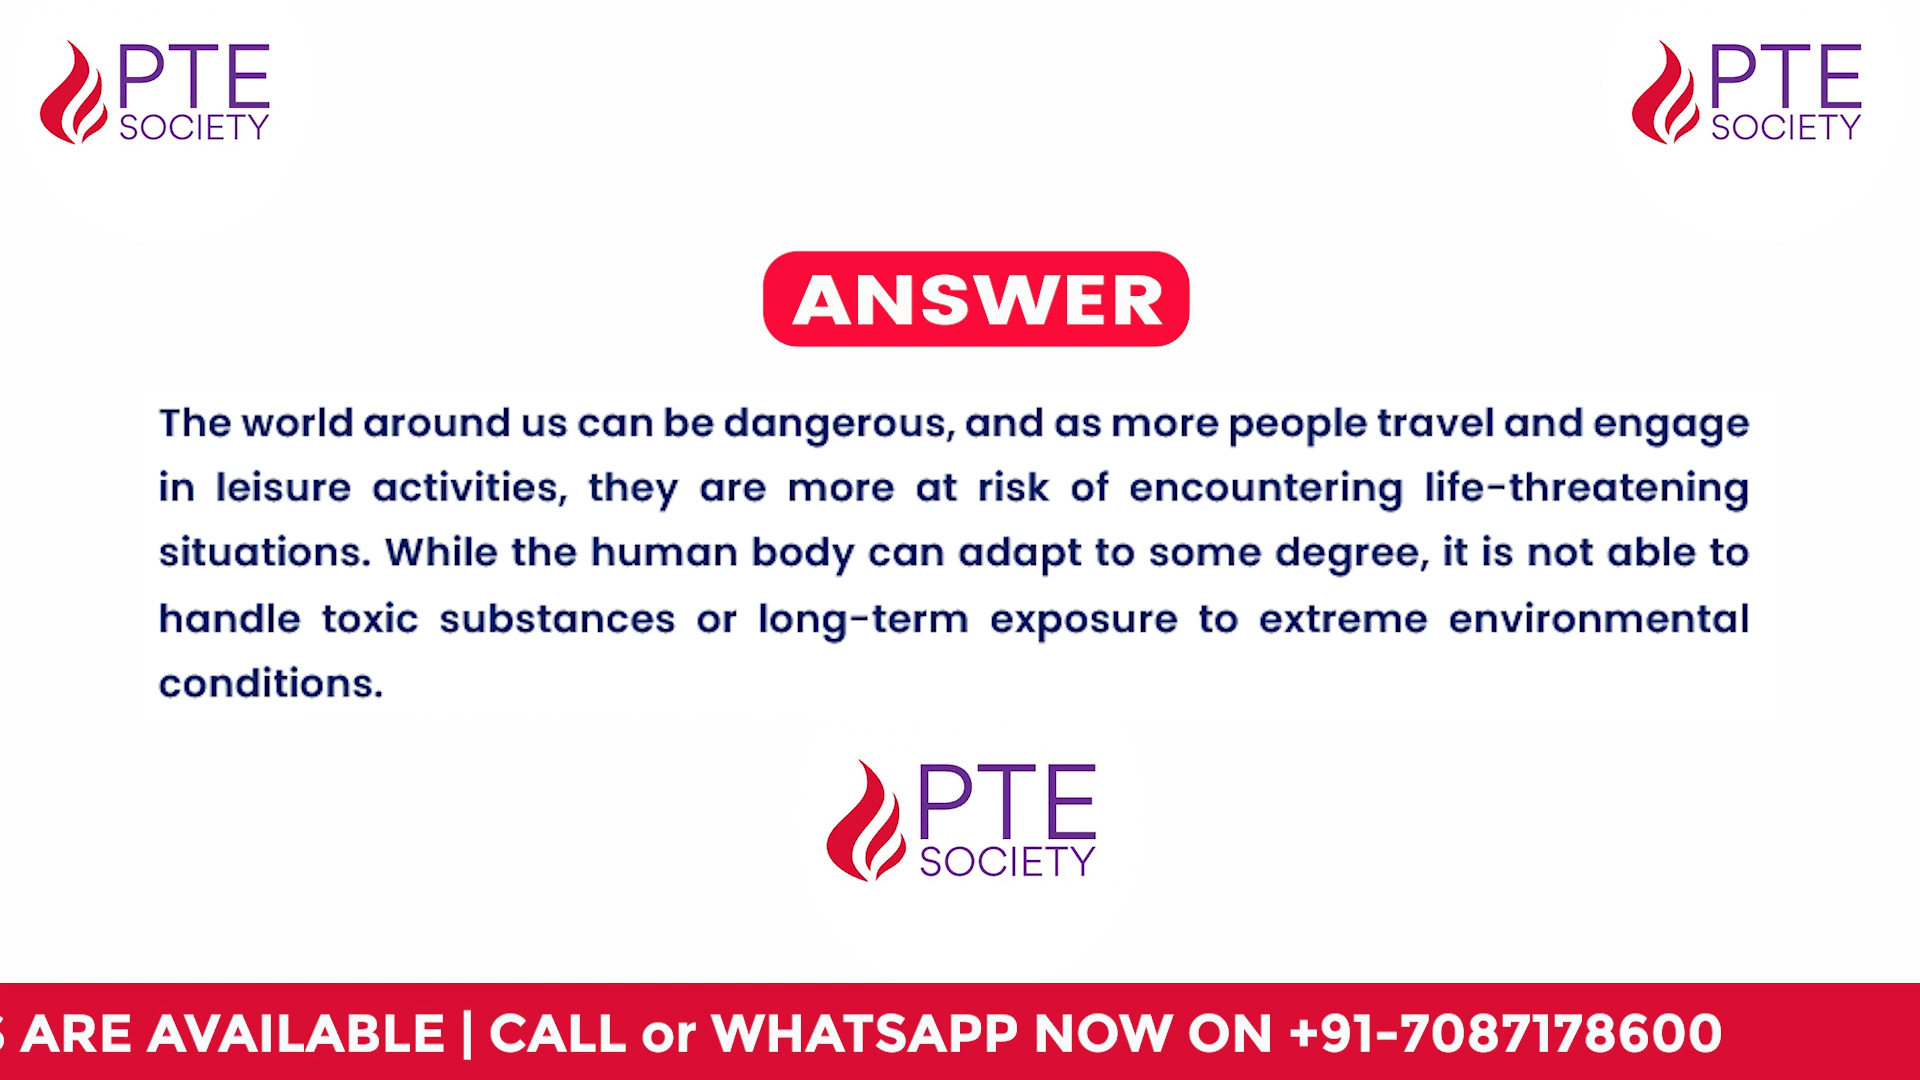 PTE
SOCIETY
PTE
SOCIETY
ANSWER
The world around us can be dangerous, and as more people travel and engage
in leisure activities, they are more at risk of encountering life-threatening
situations. While the human body can adapt to some degree, it is not able to
handle toxic substances or long-term exposure to extreme environmental
conditions.
PTE
SOCIETY
ARE AVAILABLE | CALL or WHATSAPP NOW ON +91-7087178600